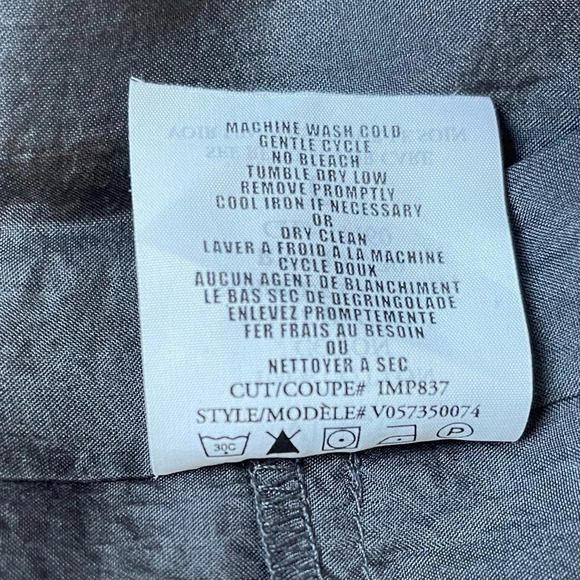 MACHINE WASH COLD
GENTLE CYCLE
NO BLEACH
TUMBLE DRY LOW
REMOVE PROMPTLY
COOL IRON IF NECESSARY
OR
DRY CLEAN
LAVER A FROID A LA MACHINE
CYCLE DOUX
AUCUN AGENT DE BLANCHIMENT
LE BAS SEC DE DEGRINGOLADE
ENLEVEZ PROMPTEMENTE
FER FRAIS AU BESOIN
OU
NETTOYER A SEC
CUT/COUPE# IMP837
STYLE/MODÈLE# V057350074
30C P